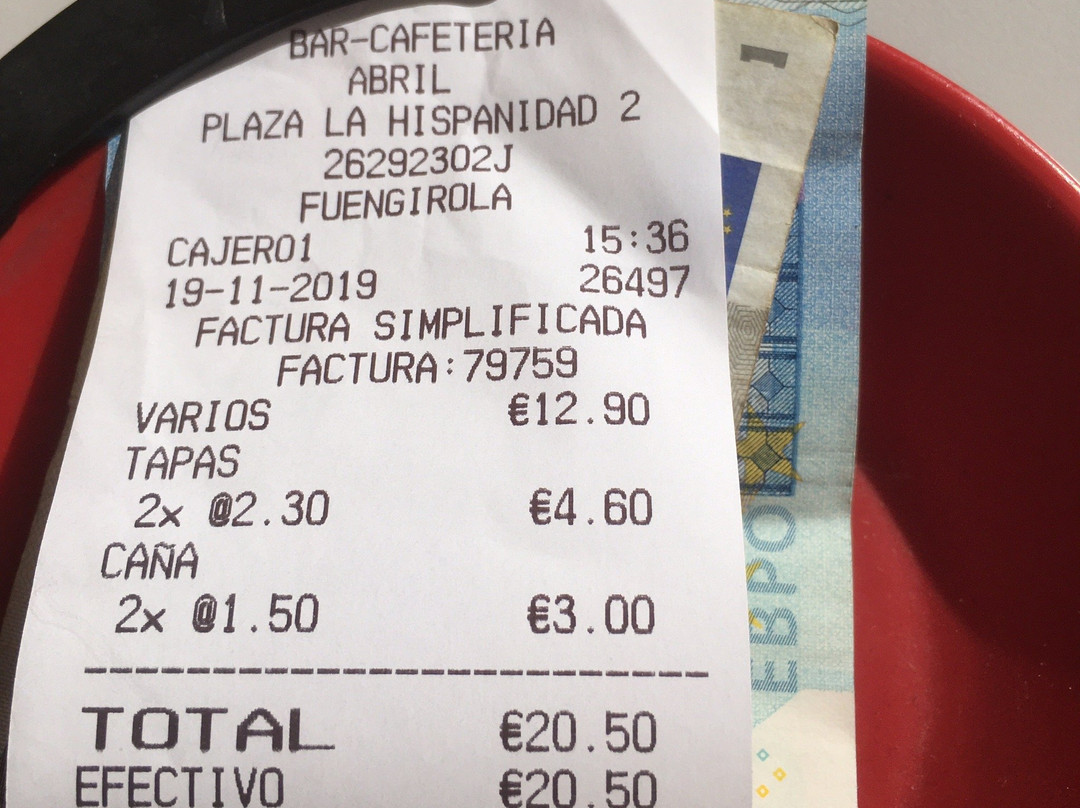 BAR-CAFETERIA
ABRIL
PLAZA LA HISPANIDAD 2
26292302J
FUENGIROLA
CAJERO1 15:36
19-11-2019 26497
FACTURA SIMPLIFICADA
FACTURA:79759
VARIOS €12.90
TAPAS
2x @2.30 €4.60
CAÑA
2x @1.50 €3.00
TOTAL €20.50
EFECTIVO €20.50
ЕВРО